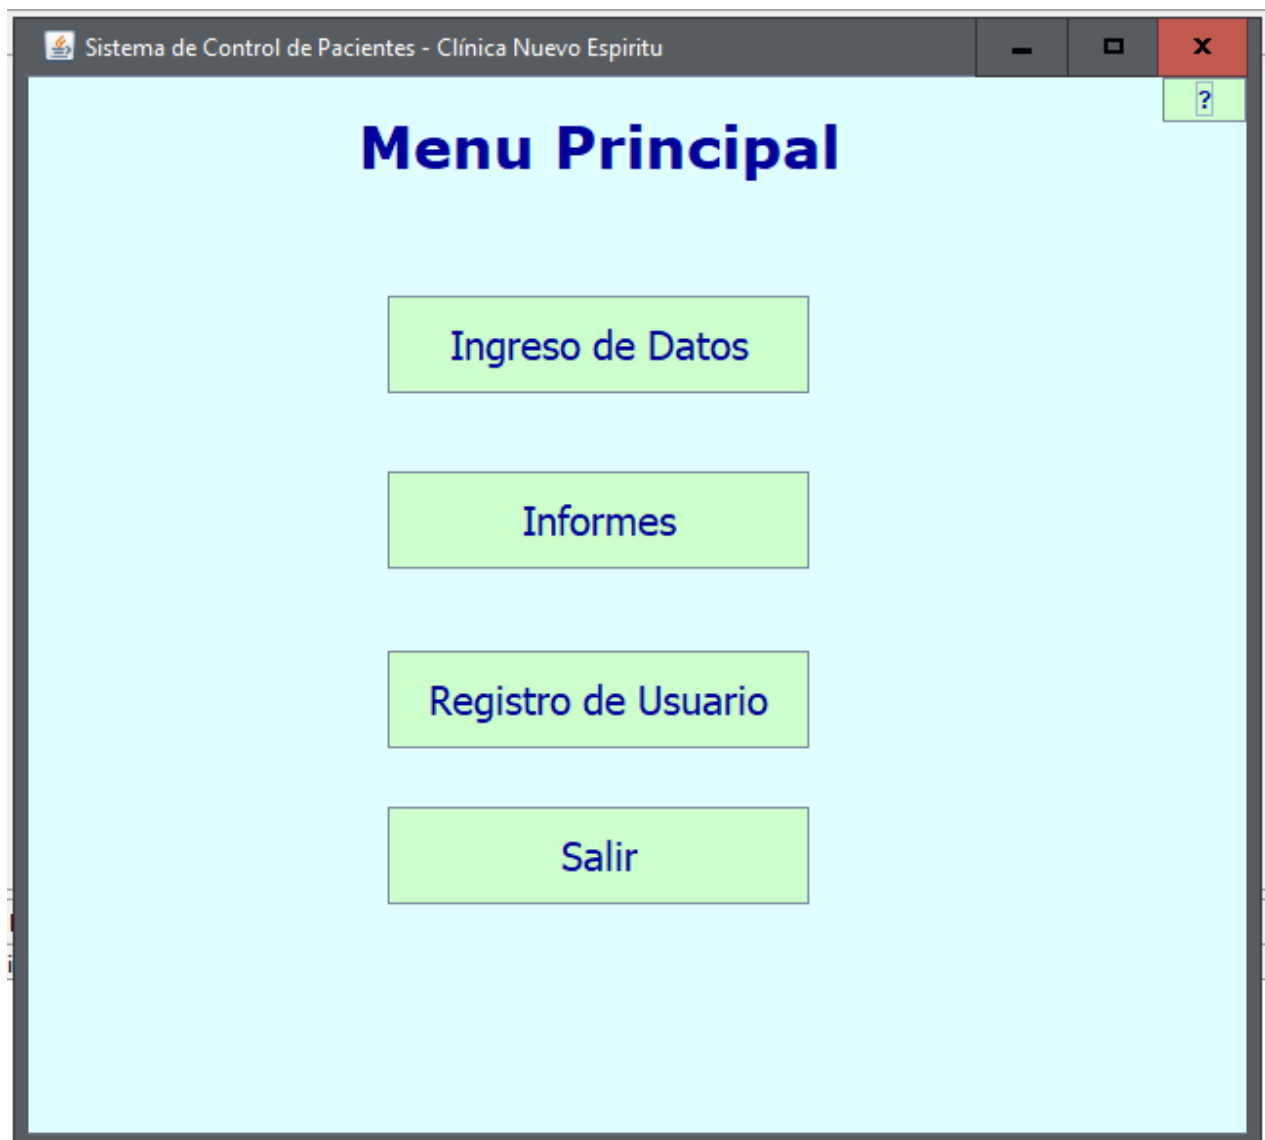 Sistema de Control de Pacientes - Clínica Nuevo Espiritu
?
Menu Principal
Ingreso de Datos
Informes
Registro de Usuario
Salir